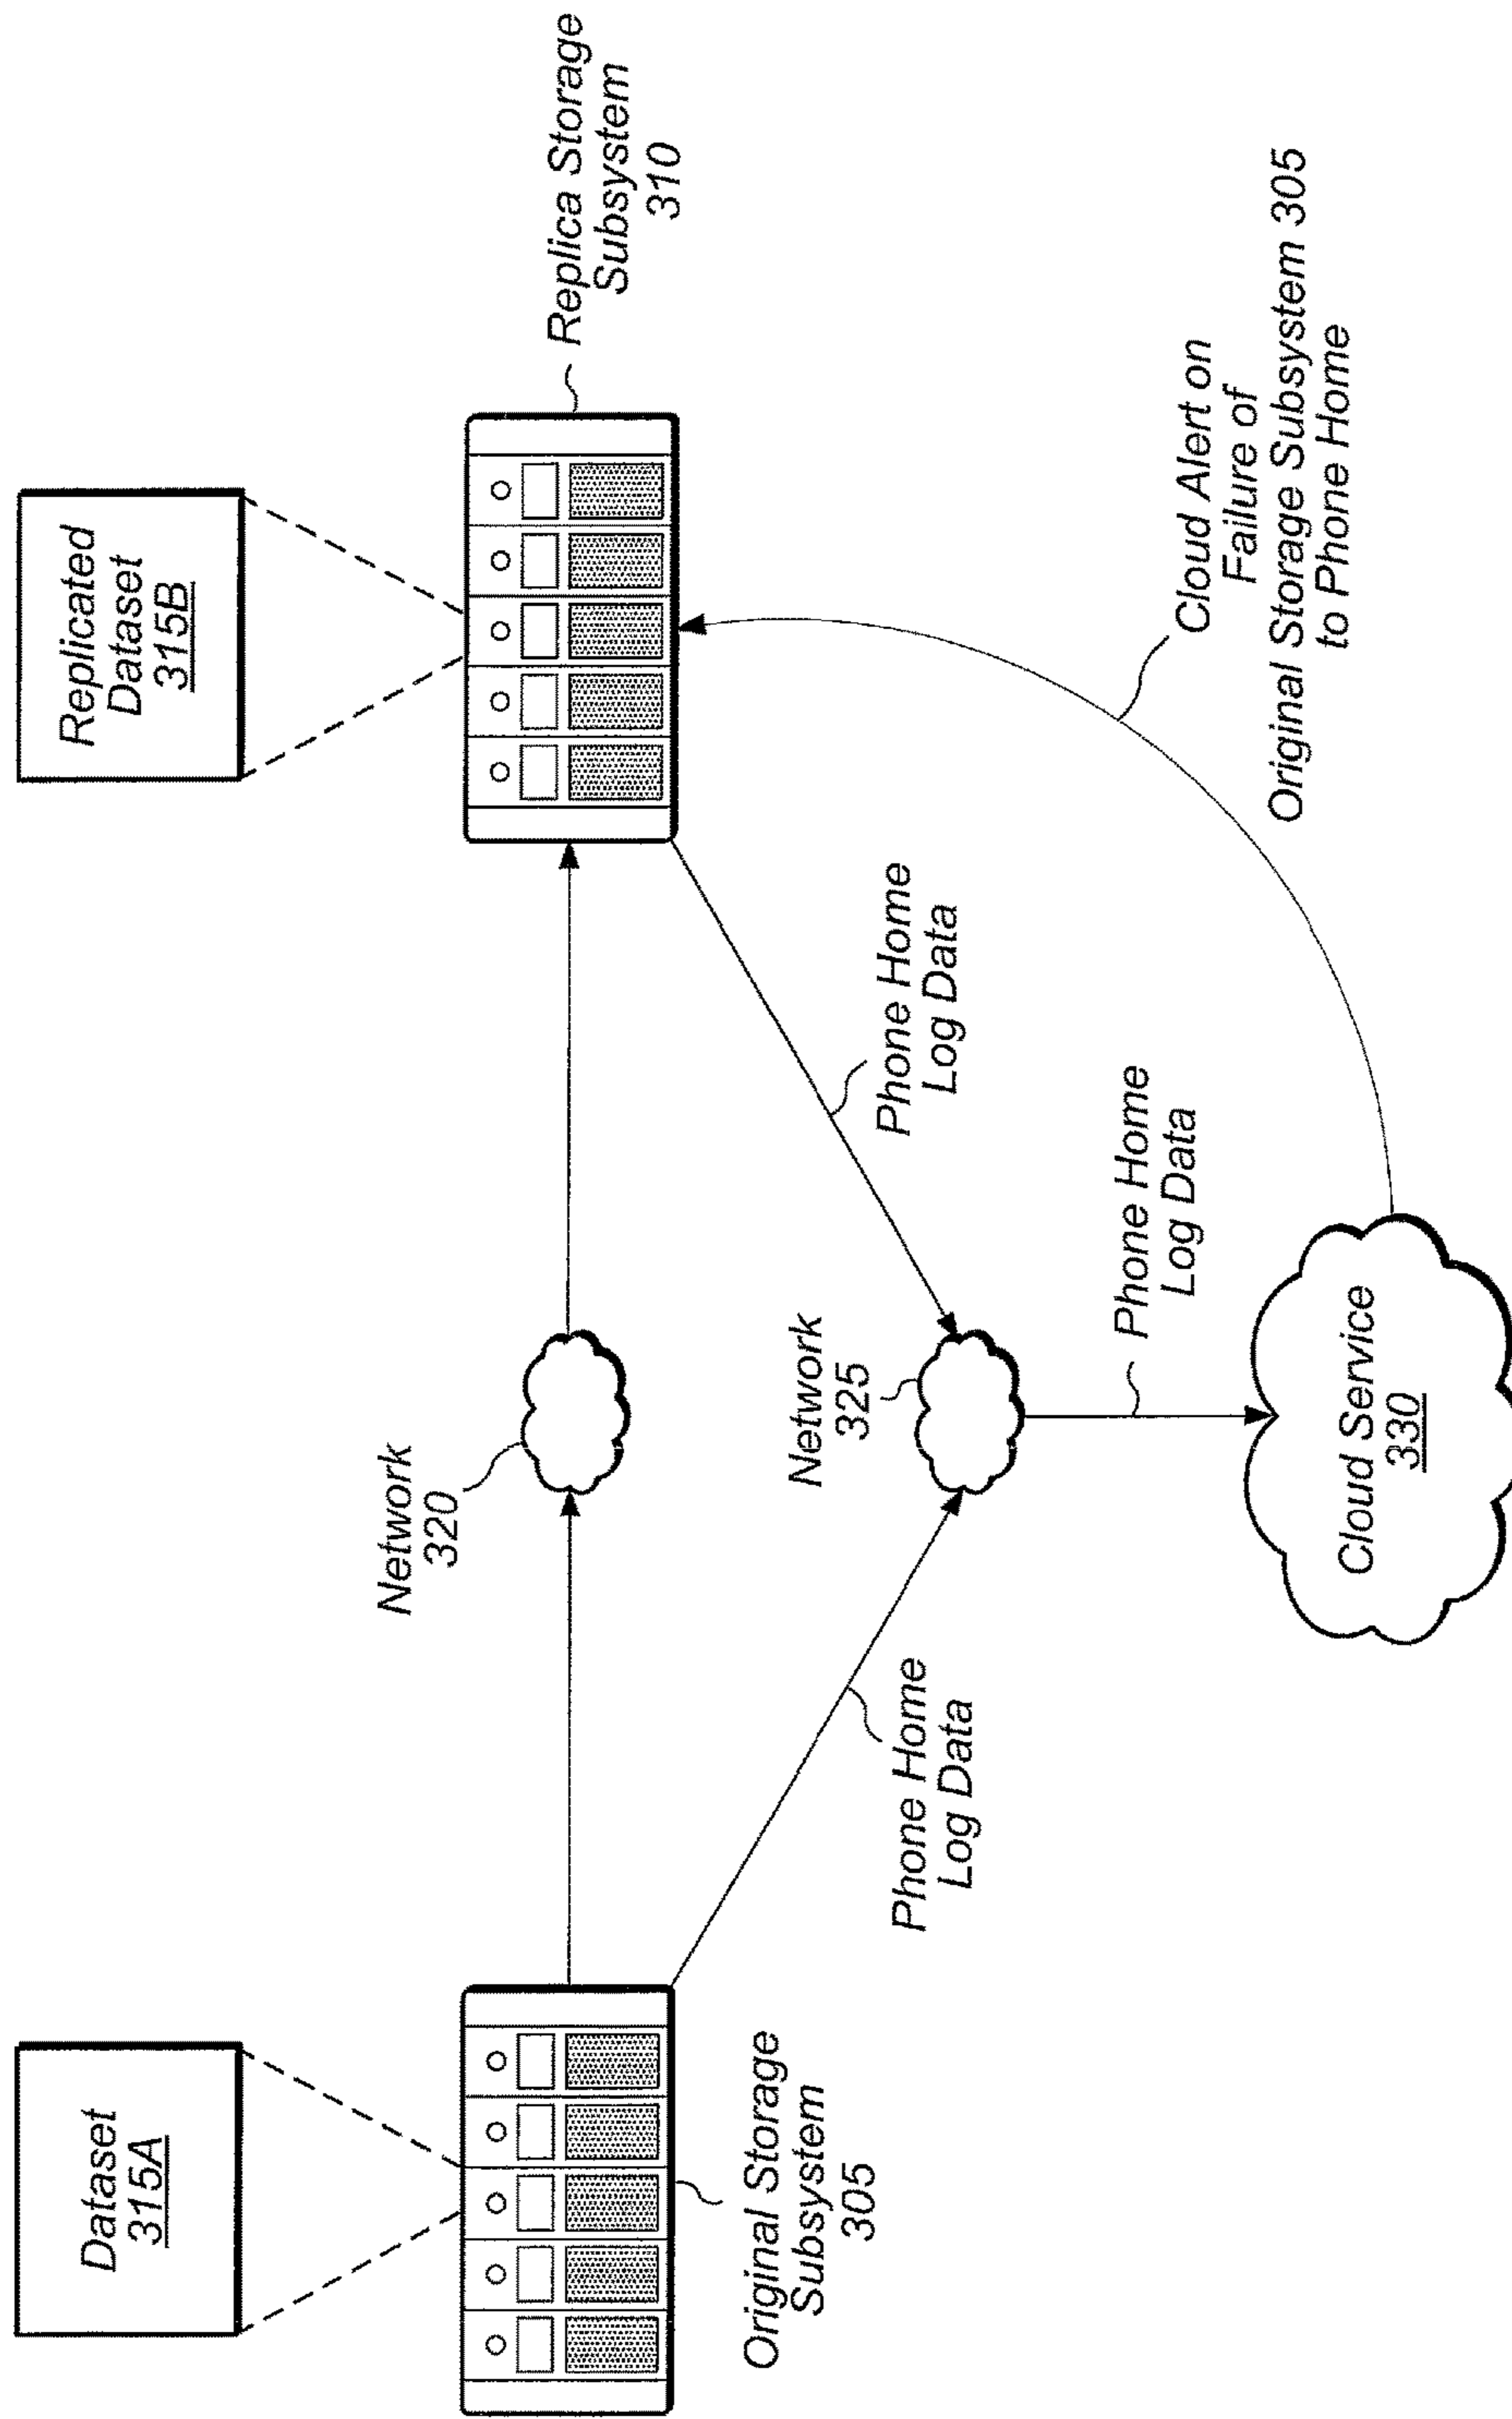 Dataset
315A
Replicated
Dataset
315B
Original Storage
Subsystem
305
Network
320
Replica Storage
Subsystem
310
Network
325
Phone Home
Log Data
Phone Home
Log Data
Phone Home
Log Data
Cloud Service
330
Cloud Alert on
Failure of
Original Storage Subsystem 305
to Phone Home